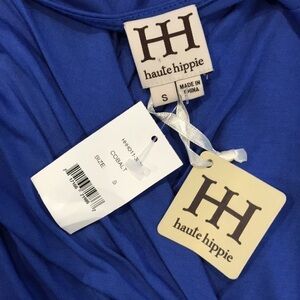 HH
haute hippie
S
MADE IN
CHINA
COBALT
SIZE:
S
HH
haute hippie